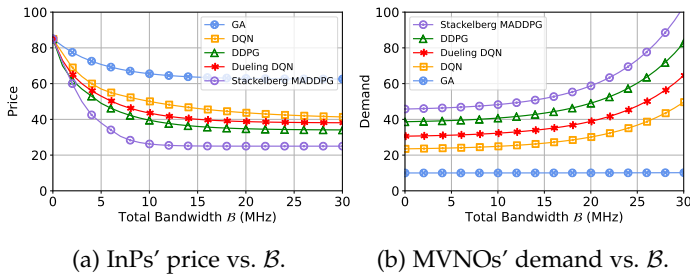 100
80
60
40
20
0
Price
GA
DQN
DDPG
Dueling DQN
Stackelberg MADDPG
0 5 10 15 20 25 30
Total Bandwidth ℬ (MHz)
(a) InPs' price vs. ℬ.
100
80
60
40
20
0
Demand
Stackelberg MADDPG
DDPG
Dueling DQN
DQN
GA
0 5 10 15 20 25 30
Total Bandwidth ℬ (MHz)
(b) MVNOs' demand vs. ℬ.